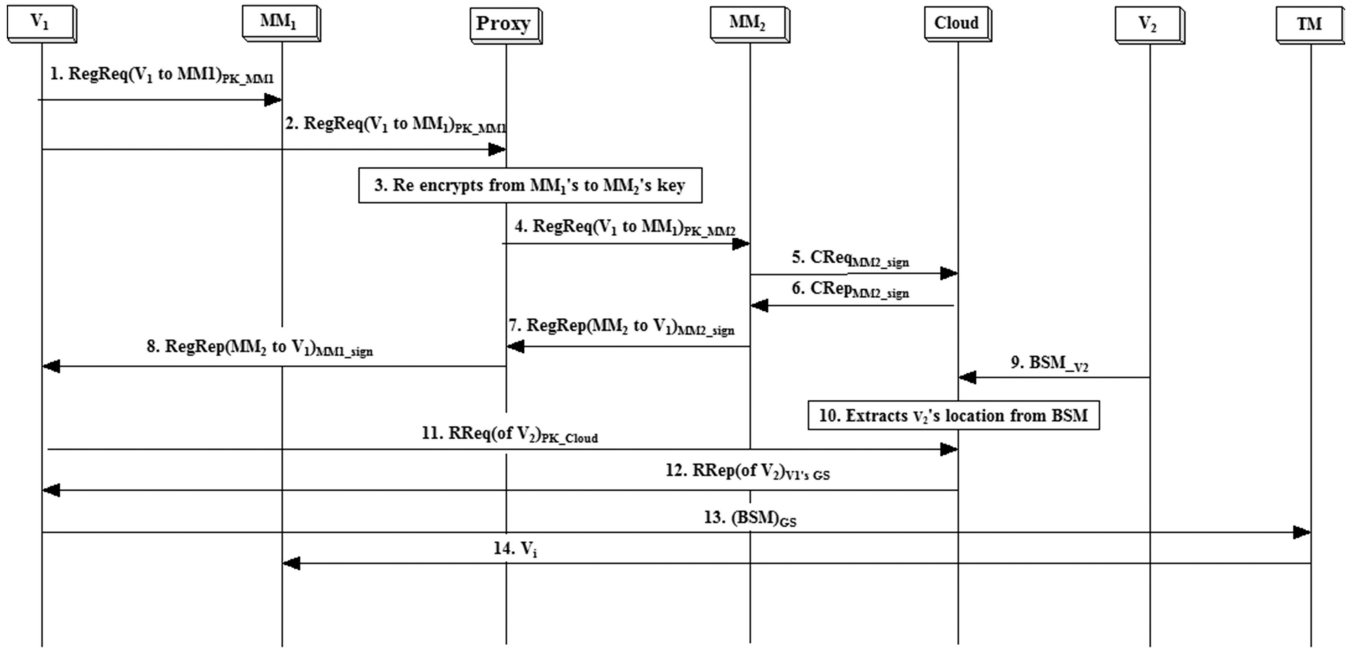 V₁ MM₁ Proxy MM₂ Cloud V₂ TM
1. RegReq(V₁ to MM1)PK_MM1
2. RegReq(V₁ to MM₁)PK_MM1
3. Re encrypts from MM₁'s to MM₂'s key
4. RegReq(V₁ to MM₁)PK_MM2
5. CReqMM2_sign
6. CRepMM2_sign
7. RegRep(MM₂ to V₁)MM2_sign
8. RegRep(MM₂ to V₁)MM1_sign
9. BSM_V2
10. Extracts V₂'s location from BSM
11. RReq(of V₂)PK_Cloud
12. RRep(of V₂)V1's GS
13. (BSM)GS
14. Vᵢ